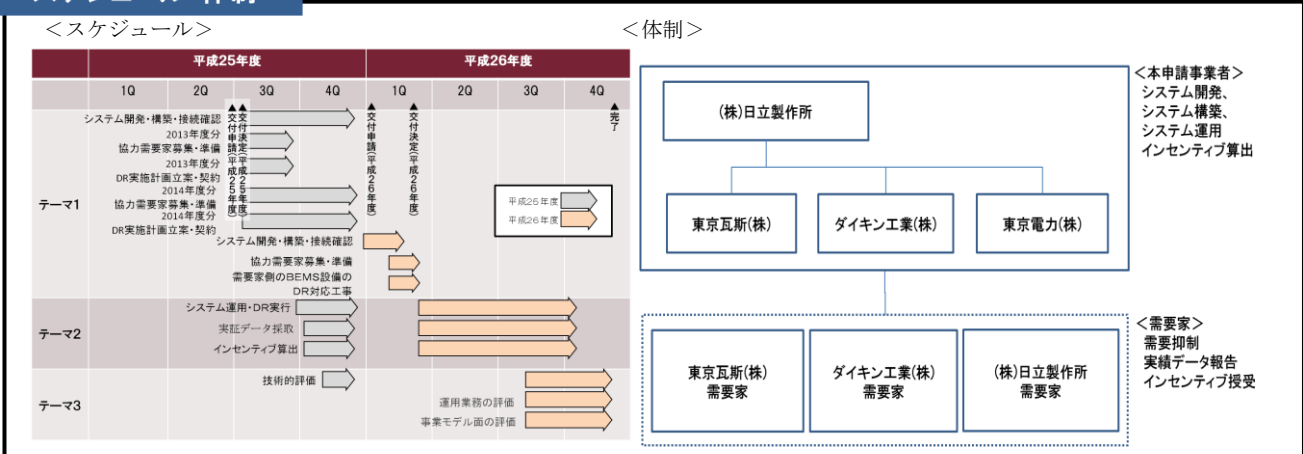 ＜スケジュール＞
平成25年度
平成26年度
1Q
2Q
3Q
4Q
1Q
2Q
3Q
4Q
▲交付申請(平成25年度)
▲交付決定(平成25年度)
▲交付申請(平成26年度)
▲交付決定(平成26年度)
▲完了
テーマ1
システム開発・構築・接続確認
2013年度分
協力需要家募集・準備
2013年度分
DR実施計画立案・契約
2014年度分
協力需要家募集・準備
2014年度分
DR実施計画立案・契約
システム開発・構築・接続確認
協力需要家募集・準備
需要家側のBEMS設備の
DR対応工事
平成25年度
平成26年度
テーマ2
システム運用・DR実行
実証データ採取
インセンティブ算出
テーマ3
技術的評価
運用業務の評価
事業モデル面の評価
＜体制＞
(株)日立製作所
東京瓦斯(株)
ダイキン工業(株)
東京電力(株)
＜本申請事業者＞
システム開発、
システム構築、
システム運用
インセンティブ算出
東京瓦斯(株)
需要家
ダイキン工業(株)
需要家
(株)日立製作所
需要家
＜需要家＞
需要抑制
実績データ報告
インセンティブ授受